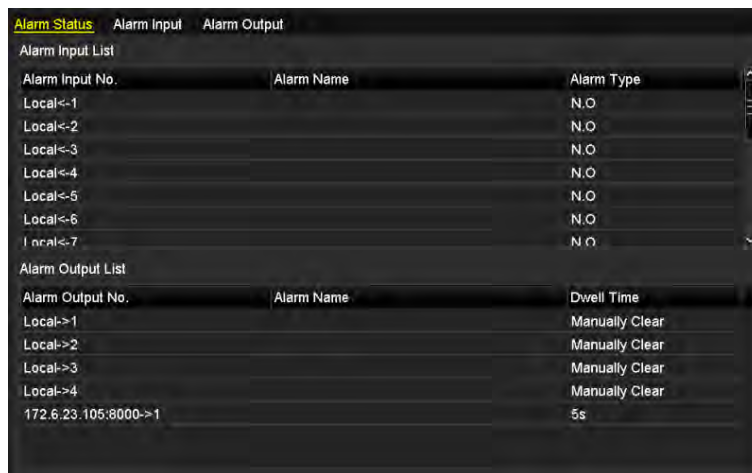 Alarm Status Alarm Input Alarm Output
Alarm Input List
Alarm Input No. Alarm Name Alarm Type
Local<-1 N.O
Local<-2 N.O
Local<-3 N.O
Local<-4 N.O
Local<-5 N.O
Local<-6 N.O
Local<-7 N.O
Alarm Output List
Alarm Output No. Alarm Name Dwell Time
Local->1 Manually Clear
Local->2 Manually Clear
Local->3 Manually Clear
Local->4 Manually Clear
172.6.23.105:8000->1 5s